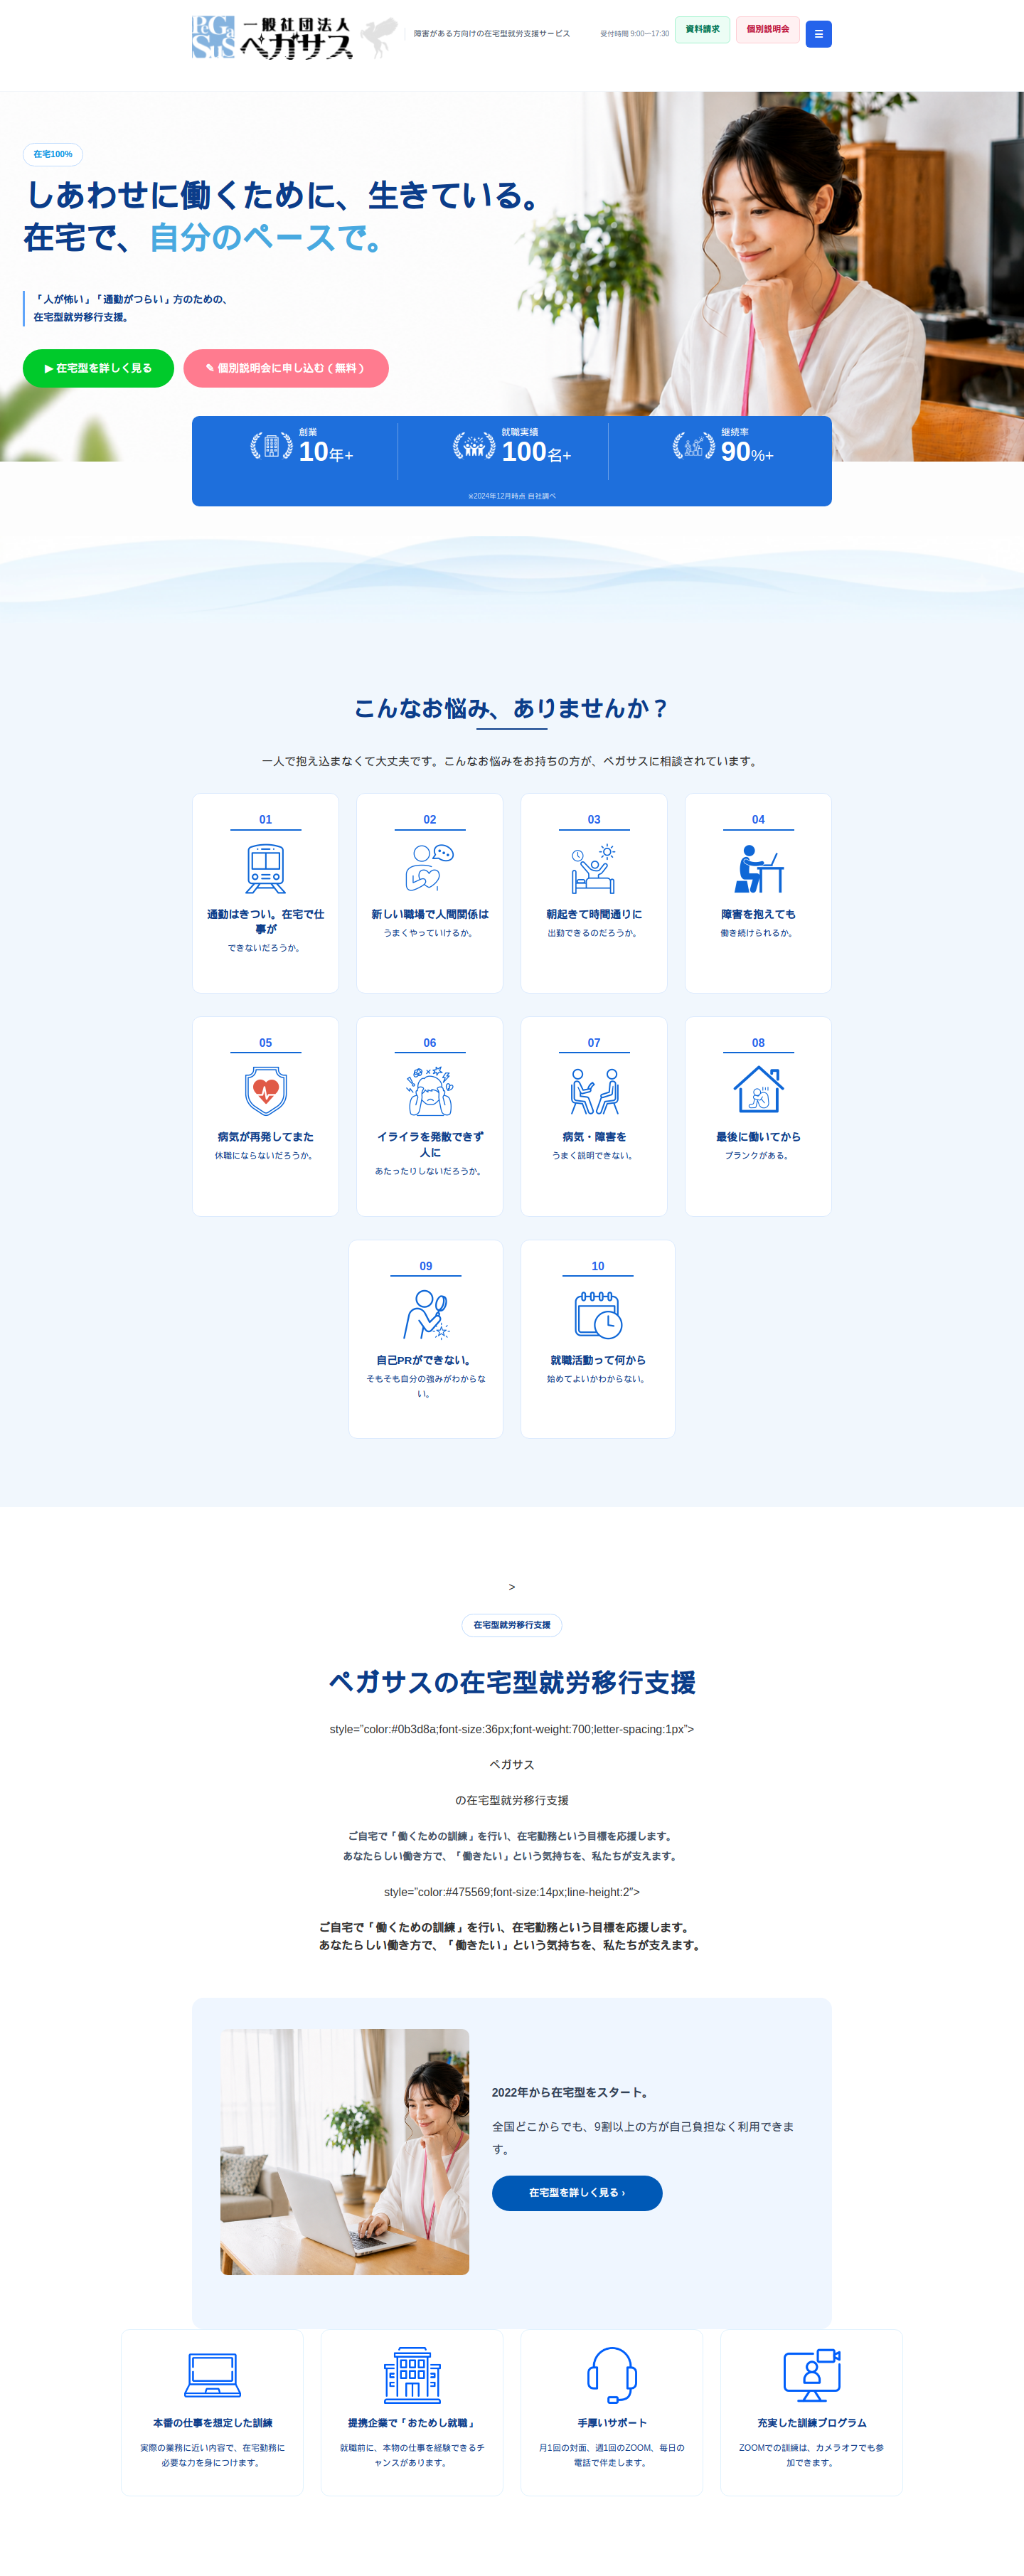 PeGaSuS
一般社団法人
ペガサス
障害がある方向けの在宅型就労支援サービス
受付時間 9:00〜17:30
資料請求
個別説明会
☰
在宅100%
しあわせに働くために、生きている。
在宅で、自分のペースで。
「人が怖い」「通勤がつらい」方のための、
在宅型就労移行支援。
▶ 在宅型を詳しく見る
✎ 個別説明会に申し込む（無料）
創業
10年+
就職実績
100名+
継続率
90%+
※2024年12月時点 自社調べ
こんなお悩み、ありませんか？
一人で抱え込まなくて大丈夫です。こんなお悩みをお持ちの方が、ペガサスに相談されています。
01
通勤はきつい。在宅で仕
事が
できないだろうか。
02
新しい職場で人間関係は
うまくやっていけるか。
03
朝起きて時間通りに
出勤できるのだろうか。
04
障害を抱えても
働き続けられるか。
05
病気が再発してまた
休職にならないだろうか。
06
イライラを発散できず
人に
あたったりしないだろうか。
07
病気・障害を
うまく説明できない。
08
最後に働いてから
ブランクがある。
09
自己PRができない。
そもそも自分の強みがわからな
い。
10
就職活動って何から
始めてよいかわからない。
>
在宅型就労移行支援
ペガサスの在宅型就労移行支援
style=”color:#0b3d8a;font-size:36px;font-weight:700;letter-spacing:1px”>
ペガサス
の在宅型就労移行支援
ご自宅で「働くための訓練」を行い、在宅勤務という目標を応援します。
あなたらしい働き方で、「働きたい」という気持ちを、私たちが支えます。
style=”color:#475569;font-size:14px;line-height:2″>
ご自宅で「働くための訓練」を行い、在宅勤務という目標を応援します。
あなたらしい働き方で、「働きたい」という気持ちを、私たちが支えます。
2022年から在宅型をスタート。
全国どこからでも、9割以上の方が自己負担なく利用できま
す。
在宅型を詳しく見る ›
本番の仕事を想定した訓練
実際の業務に近い内容で、在宅勤務に
必要な力を身につけます。
提携企業で「おためし就職」
就職前に、本物の仕事を経験できるチ
ャンスがあります。
手厚いサポート
月1回の対面、週1回のZOOM、毎日の
電話で伴走します。
充実した訓練プログラム
ZOOMでの訓練は、カメラオフでも参
加できます。